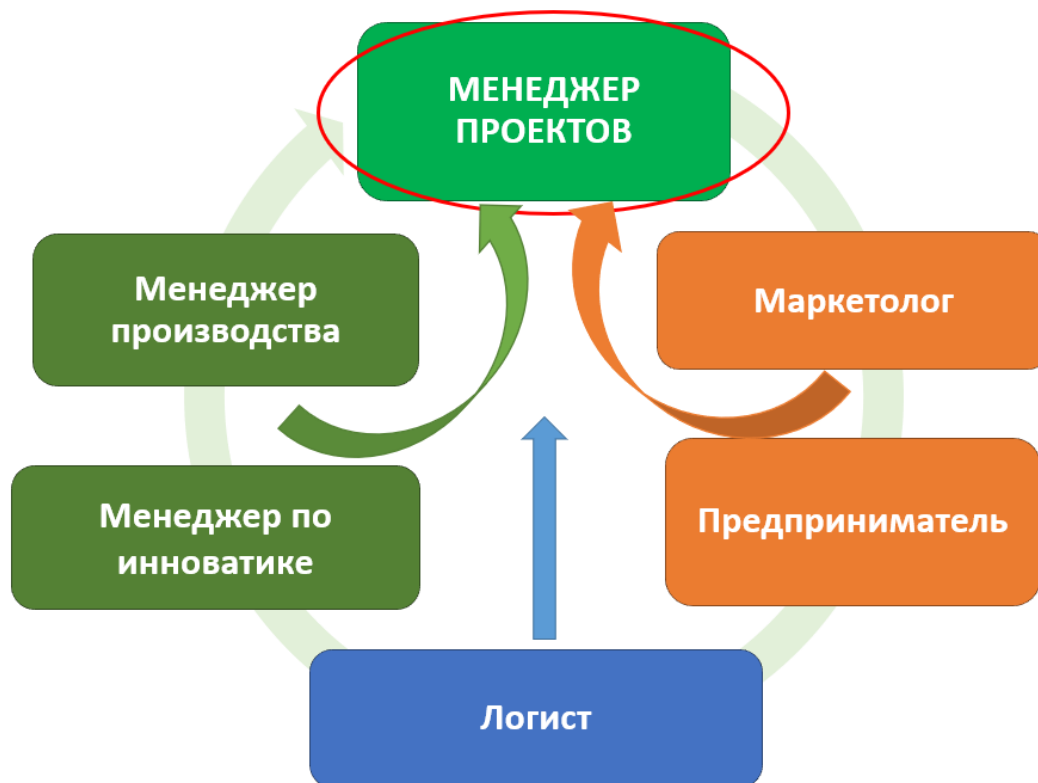 МЕНЕДЖЕР
ПРОЕКТОВ
Менеджер
производства
Маркетолог
Менеджер по
инноватике
Предприниматель
Логист